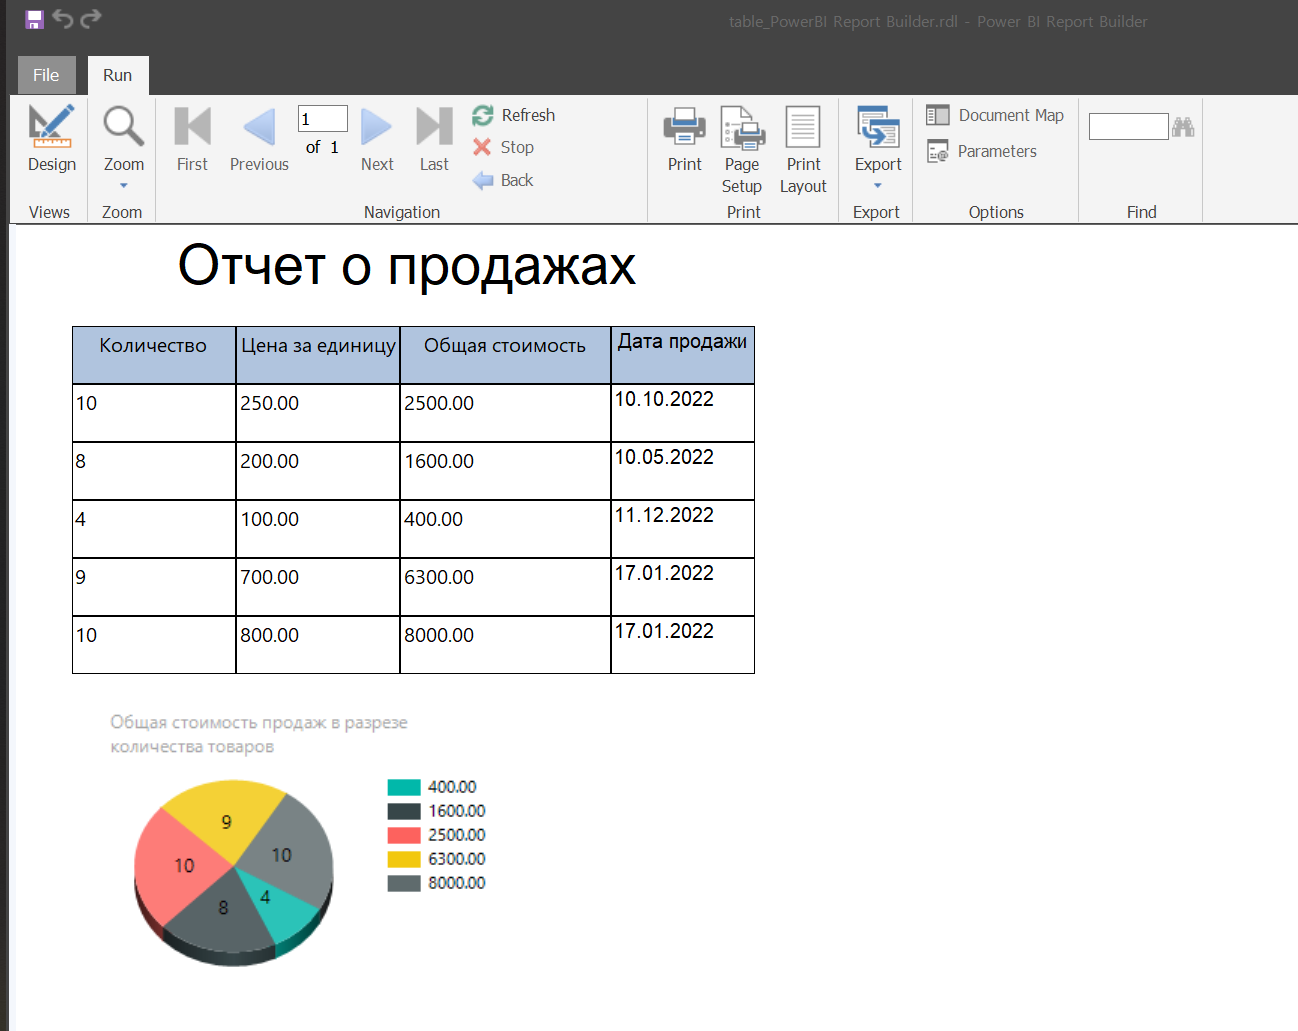 table_PowerBI Report Builder.rdl - Power BI Report Builder
File Run
Design
Views
Zoom
Zoom
First
Previous
1
of 1
Next
Last
Refresh
Stop
Back
Navigation
Print
Page Setup
Print Layout
Print
Export
Export
Document Map
Parameters
Options
Find
Отчет о продажах
Количество Цена за единицу Общая стоимость Дата продажи
10 250.00 2500.00 10.10.2022
8 200.00 1600.00 10.05.2022
4 100.00 400.00 11.12.2022
9 700.00 6300.00 17.01.2022
10 800.00 8000.00 17.01.2022
Общая стоимость продаж в разрезе
количества товаров
9
10
10
4
8
400.00
1600.00
2500.00
6300.00
8000.00